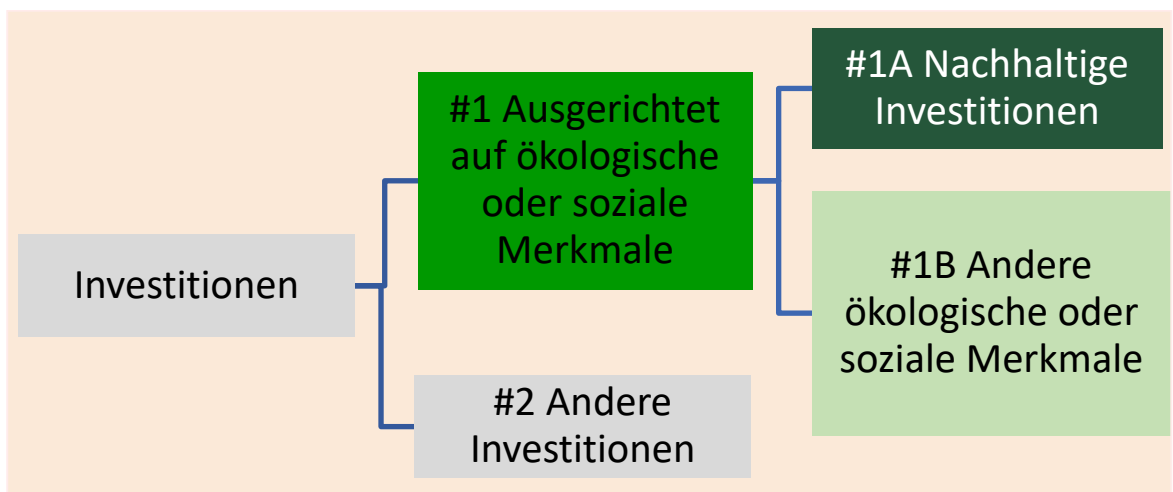 Investitionen
#1 Ausgerichtet
auf ökologische
oder soziale
Merkmale
#2 Andere
Investitionen
#1A Nachhaltige
Investitionen
#1B Andere
ökologische oder
soziale Merkmale